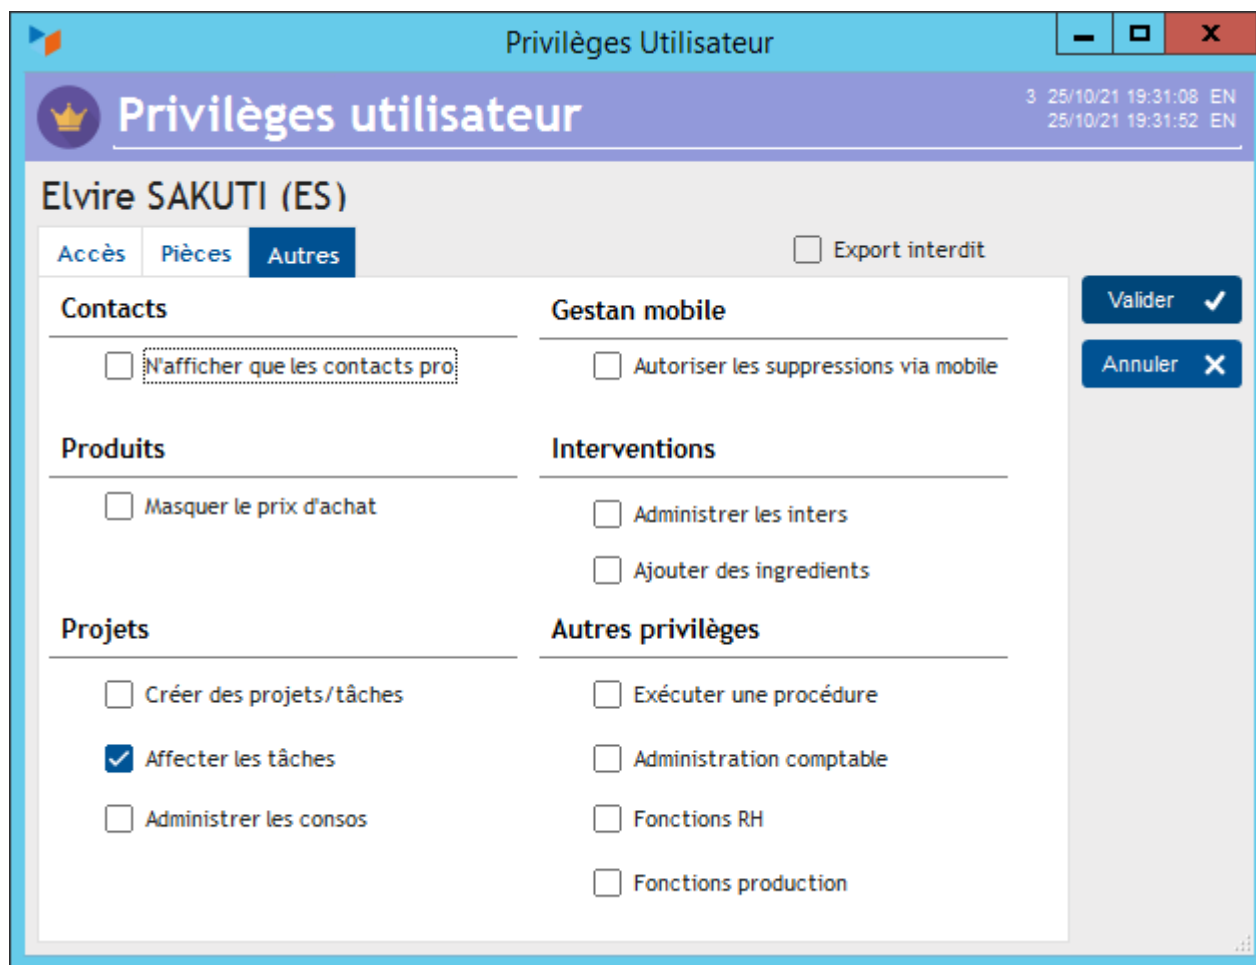 Privilèges Utilisateur
Privilèges utilisateur
3 25/10/21 19:31:08 EN
25/10/21 19:31:52 EN
Elvire SAKUTI (ES)
Accès Pièces Autres
Export interdit
Valider
Annuler
Contacts
N'afficher que les contacts pro
Gestan mobile
Autoriser les suppressions via mobile
Produits
Masquer le prix d'achat
Interventions
Administrer les inters
Ajouter des ingredients
Projets
Créer des projets/tâches
Affecter les tâches
Administrer les consos
Autres privilèges
Exécuter une procédure
Administration comptable
Fonctions RH
Fonctions production